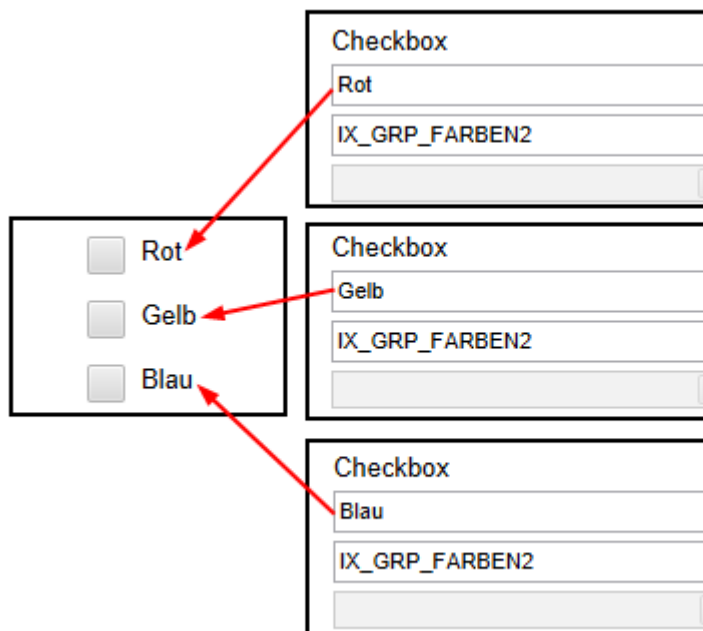 Checkbox
Rot
IX_GRP_FARBEN2
Rot
Gelb
Blau
Checkbox
Gelb
IX_GRP_FARBEN2
Checkbox
Blau
IX_GRP_FARBEN2